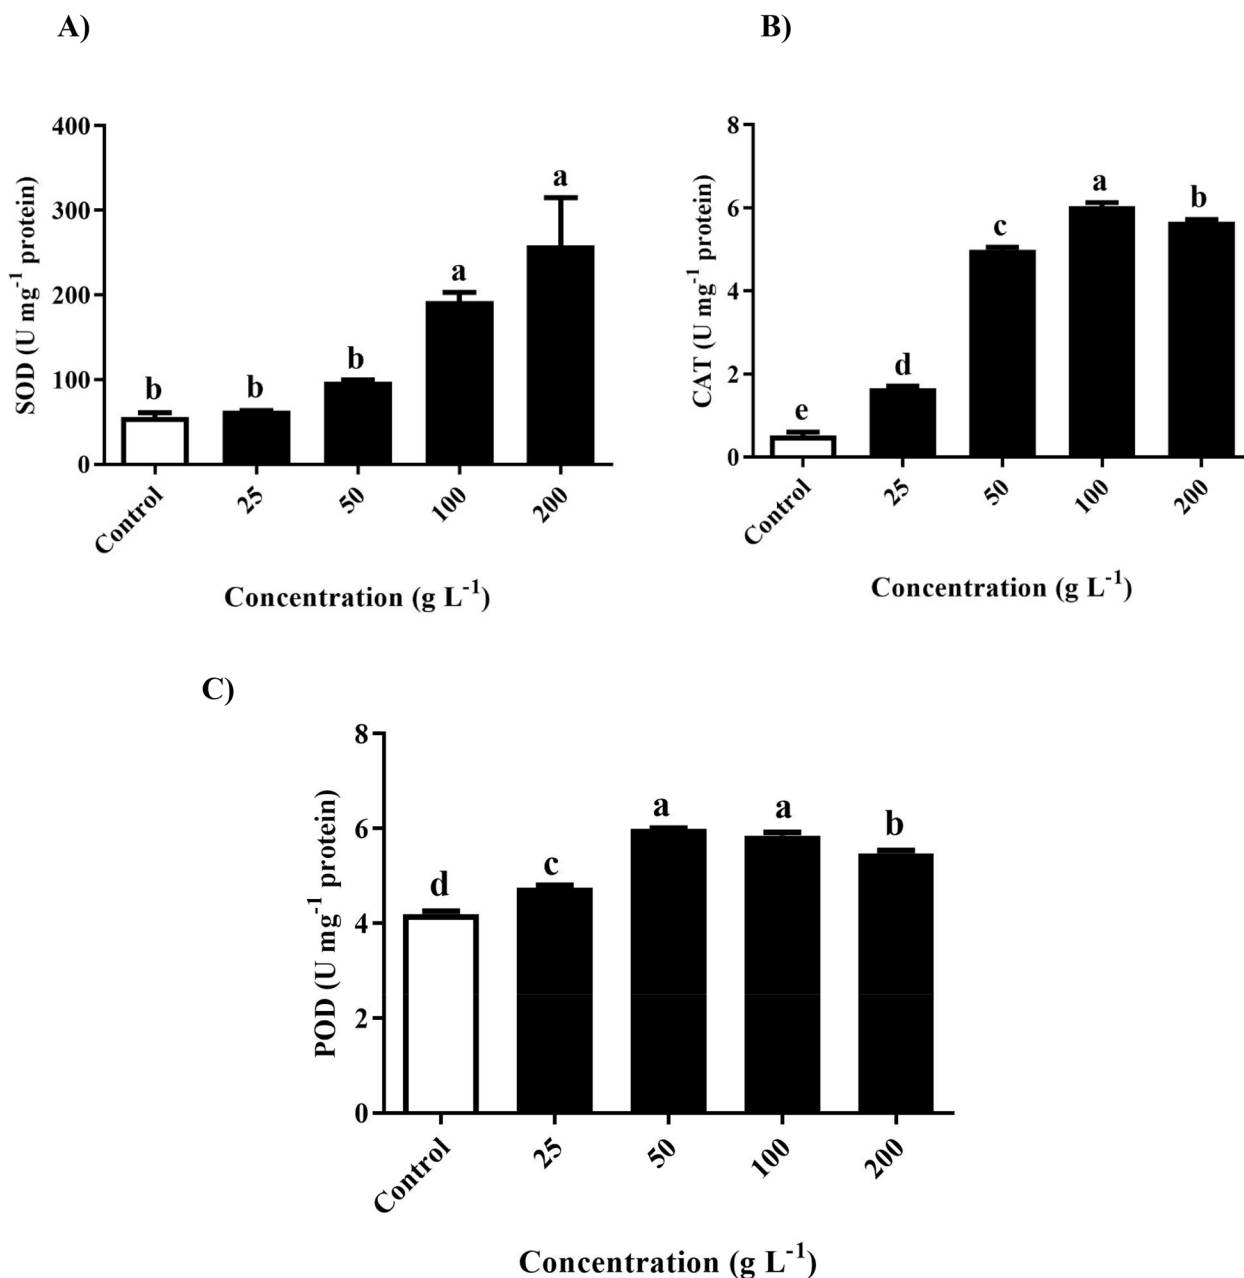 A)
SOD (U mg⁻¹ protein)
400
300
200
100
0
b
b
b
a
a
Control
25
50
100
200
Concentration (g L⁻¹)
B)
CAT (U mg⁻¹ protein)
8
6
4
2
0
e
d
c
a
b
Control
25
50
100
200
Concentration (g L⁻¹)
C)
POD (U mg⁻¹ protein)
8
6
4
2
0
d
c
a
a
b
Control
25
50
100
200
Concentration (g L⁻¹)